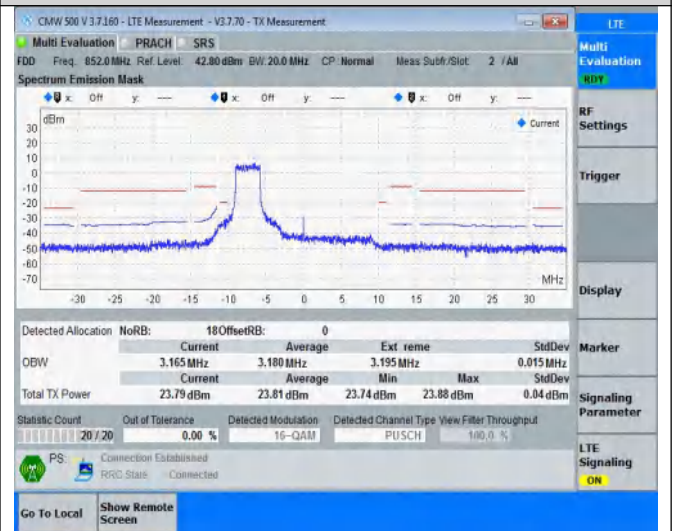 CMW 500 V 3.7.160 - LTE Measurement - V3.7.70 - TX Measurement
LTE
Multi Evaluation PRACH SRS
FDD Freq.: 852.0 MHz Ref. Level: 42.80 dBm BW: 20.0 MHz CP: Normal Meas Subfr./Slot: 2 / All
Spectrum Emission Mask
x: Off y: --- x: Off y: --- x: Off y: ---
dBm
Current
30
20
10
0
-10
-20
-30
-40
-50
-60
-70
MHz
-30 -25 -20 -15 -10 -5 0 5 10 15 20 25 30
Detected Allocation NoRB: 18 OffsetRB: 0
Current Average Extreme StdDev
OBW 3.165 MHz 3.180 MHz 3.195 MHz 0.015 MHz
Current Average Min Max StdDev
Total TX Power 23.79 dBm 23.81 dBm 23.74 dBm 23.88 dBm 0.04 dBm
Statistic Count Out of Tolerance Detected Modulation Detected Channel Type View Filter Throughput
20 / 20 0.00 % 16-QAM PUSCH 100.0 %
PS: Connection Established
RRC State Connected
Multi
Evaluation
RDY
RF
Settings
Trigger
Display
Marker
Signaling
Parameter
LTE
Signaling
ON
Go To Local
Show Remote
Screen